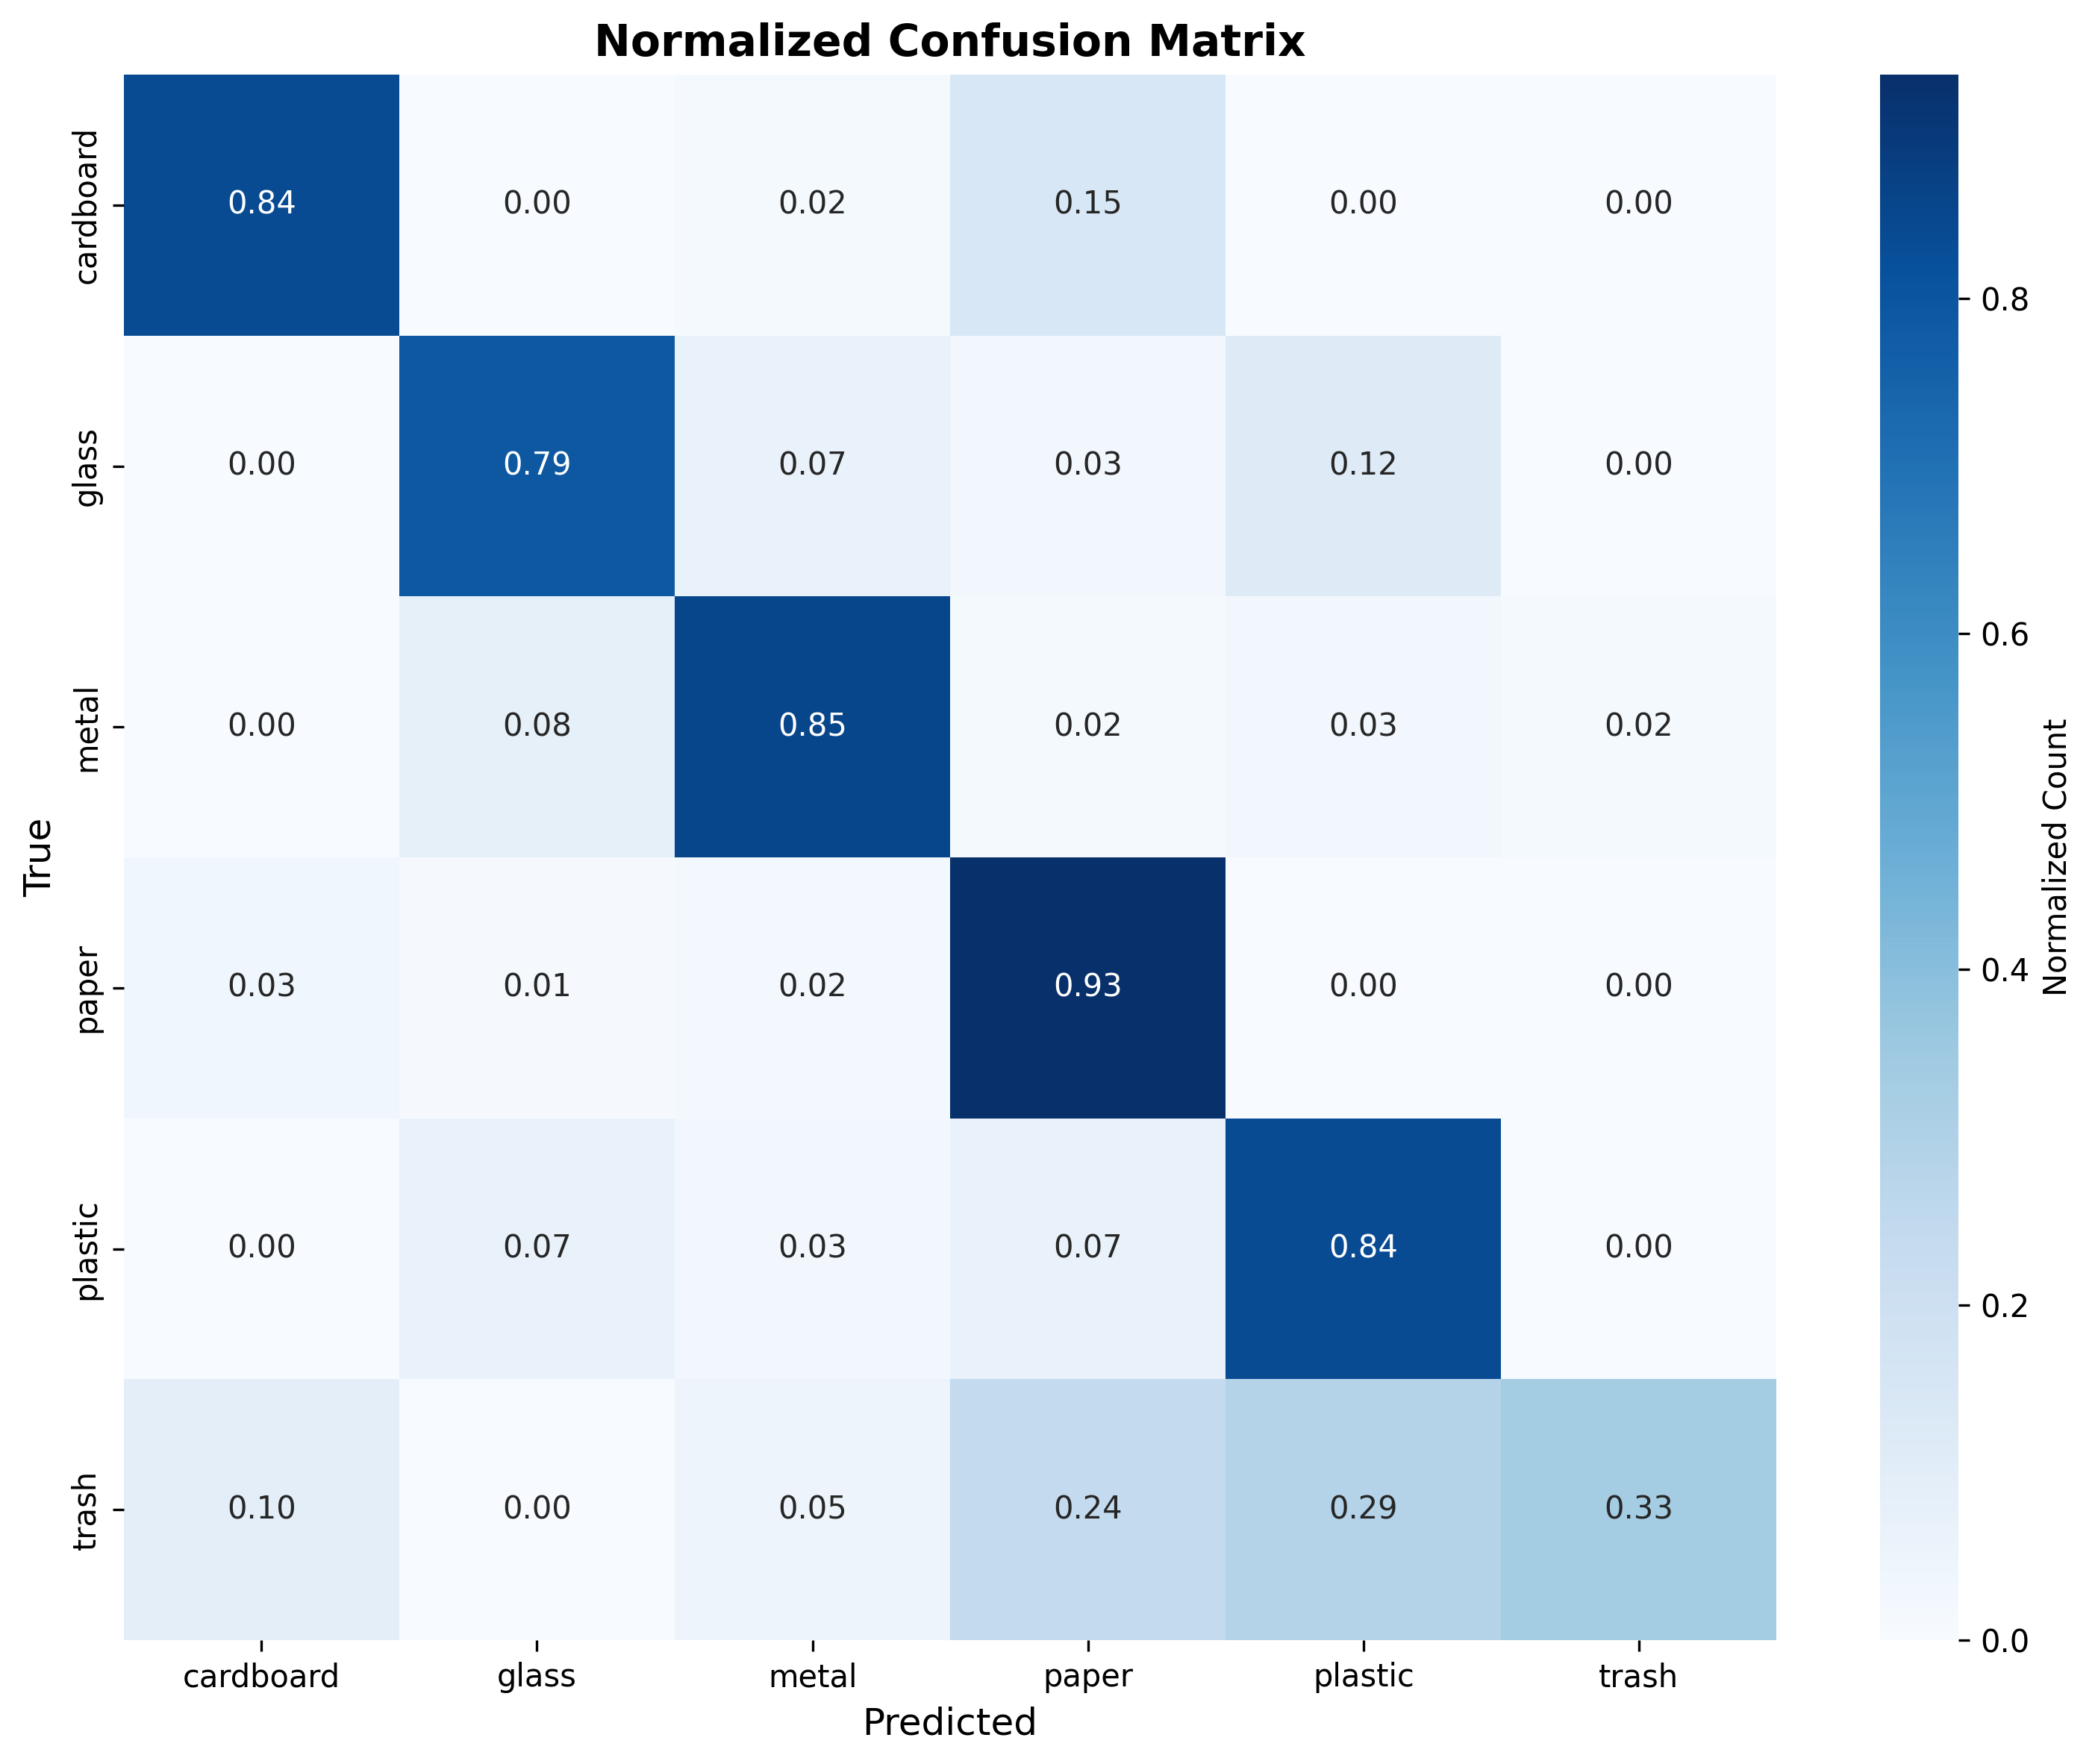 Normalized Confusion Matrix
cardboard 0.84 0.00 0.02 0.15 0.00 0.00
glass 0.00 0.79 0.07 0.03 0.12 0.00
metal 0.00 0.08 0.85 0.02 0.03 0.02
paper 0.03 0.01 0.02 0.93 0.00 0.00
plastic 0.00 0.07 0.03 0.07 0.84 0.00
trash 0.10 0.00 0.05 0.24 0.29 0.33
cardboard glass metal paper plastic trash
Predicted
True
0.8
0.6
0.4
0.2
0.0
Normalized Count